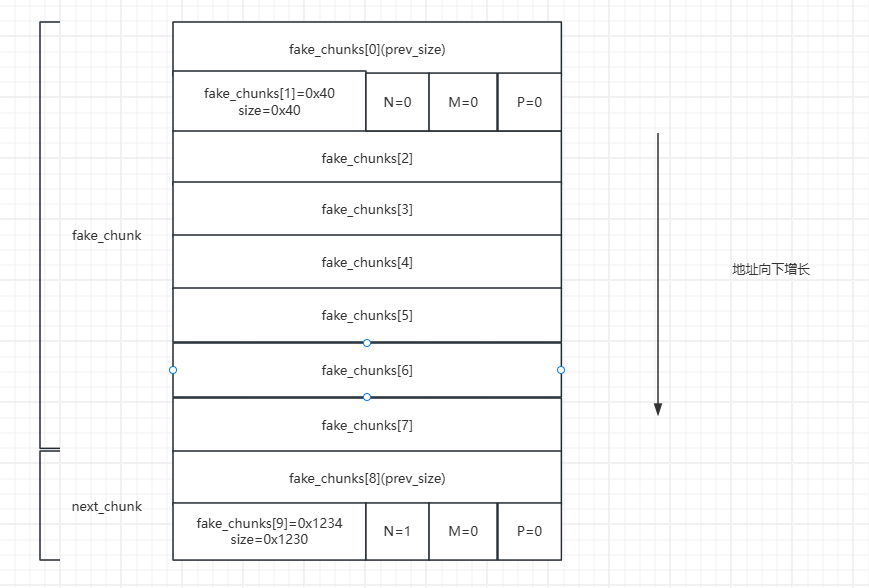 fake_chunks[0](prev_size)
fake_chunks[1]=0x40
size=0x40
N=0
M=0
P=0
fake_chunks[2]
fake_chunks[3]
fake_chunk
fake_chunks[4]
地址向下增长
fake_chunks[5]
fake_chunks[6]
fake_chunks[7]
fake_chunks[8](prev_size)
next_chunk
fake_chunks[9]=0x1234
size=0x1230
N=1
M=0
P=0